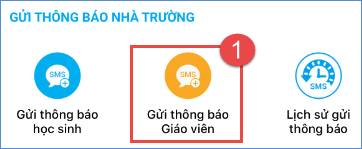 GỬI THÔNG BÁO NHÀ TRƯỜNG
1
SMS
SMS
SMS
Gửi thông báo
học sinh
Gửi thông báo
Giáo viên
Lịch sử gửi
thông báo